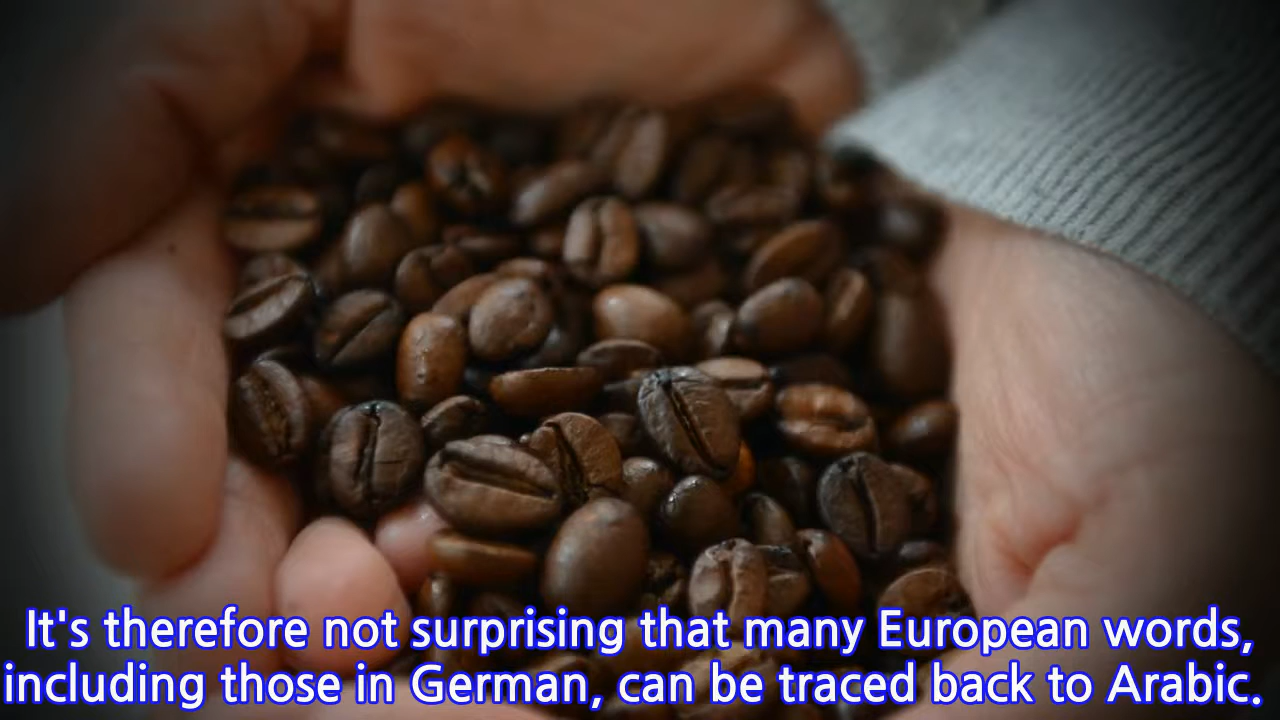 It's therefore not surprising that many European words,
including those in German, can be traced back to Arabic.